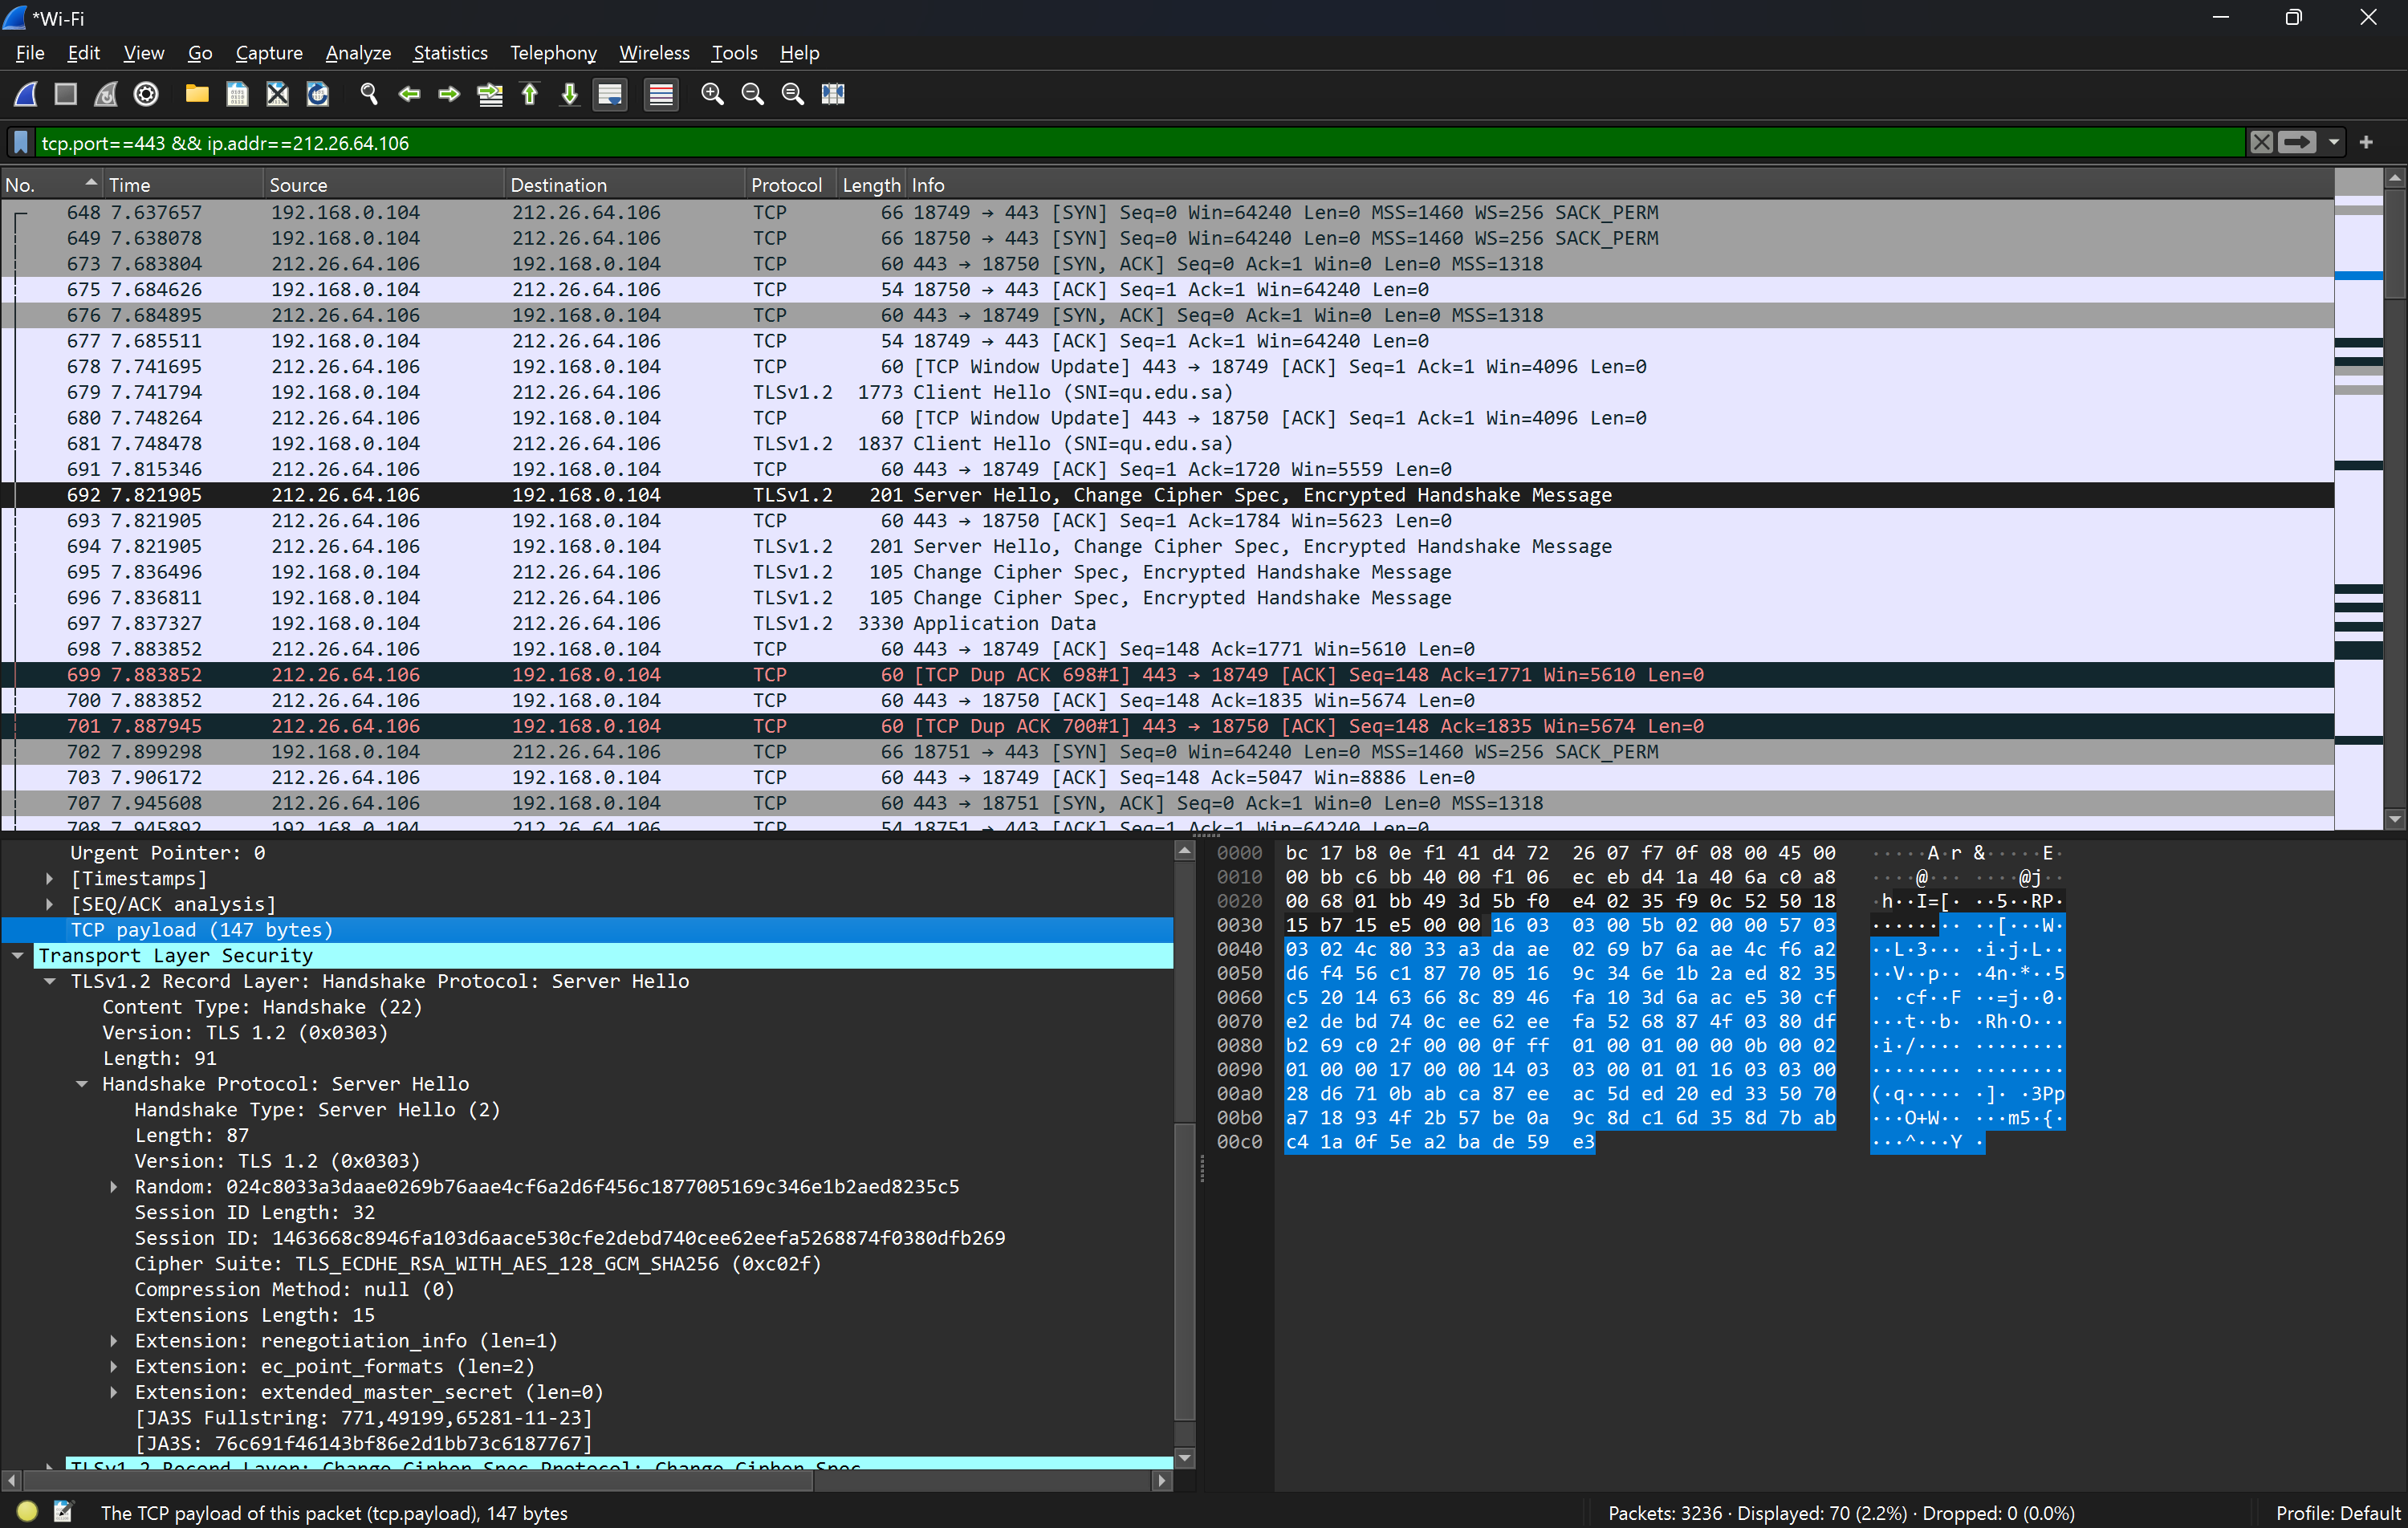 *Wi-Fi
File Edit View Go Capture Analyze Statistics Telephony Wireless Tools Help
tcp.port==443 && ip.addr==212.26.64.106
No. Time Source Destination Protocol Length Info
648 7.637657 192.168.0.104 212.26.64.106 TCP 66 18749 → 443 [SYN] Seq=0 Win=64240 Len=0 MSS=1460 WS=256 SACK_PERM
649 7.638078 192.168.0.104 212.26.64.106 TCP 66 18750 → 443 [SYN] Seq=0 Win=64240 Len=0 MSS=1460 WS=256 SACK_PERM
673 7.683804 212.26.64.106 192.168.0.104 TCP 60 443 → 18750 [SYN, ACK] Seq=0 Ack=1 Win=0 Len=0 MSS=1318
675 7.684626 192.168.0.104 212.26.64.106 TCP 54 18750 → 443 [ACK] Seq=1 Ack=1 Win=64240 Len=0
676 7.684895 212.26.64.106 192.168.0.104 TCP 60 443 → 18749 [SYN, ACK] Seq=0 Ack=1 Win=0 Len=0 MSS=1318
677 7.685511 192.168.0.104 212.26.64.106 TCP 54 18749 → 443 [ACK] Seq=1 Ack=1 Win=64240 Len=0
678 7.741695 212.26.64.106 192.168.0.104 TCP 60 [TCP Window Update] 443 → 18749 [ACK] Seq=1 Ack=1 Win=4096 Len=0
679 7.741794 192.168.0.104 212.26.64.106 TLSv1.2 1773 Client Hello (SNI=qu.edu.sa)
680 7.748264 212.26.64.106 192.168.0.104 TCP 60 [TCP Window Update] 443 → 18750 [ACK] Seq=1 Ack=1 Win=4096 Len=0
681 7.748478 192.168.0.104 212.26.64.106 TLSv1.2 1837 Client Hello (SNI=qu.edu.sa)
691 7.815346 212.26.64.106 192.168.0.104 TCP 60 443 → 18749 [ACK] Seq=1 Ack=1720 Win=5559 Len=0
692 7.821905 212.26.64.106 192.168.0.104 TLSv1.2 201 Server Hello, Change Cipher Spec, Encrypted Handshake Message
693 7.821905 212.26.64.106 192.168.0.104 TCP 60 443 → 18750 [ACK] Seq=1 Ack=1784 Win=5623 Len=0
694 7.821905 212.26.64.106 192.168.0.104 TLSv1.2 201 Server Hello, Change Cipher Spec, Encrypted Handshake Message
695 7.836496 192.168.0.104 212.26.64.106 TLSv1.2 105 Change Cipher Spec, Encrypted Handshake Message
696 7.836811 192.168.0.104 212.26.64.106 TLSv1.2 105 Change Cipher Spec, Encrypted Handshake Message
697 7.837327 192.168.0.104 212.26.64.106 TLSv1.2 3330 Application Data
698 7.883852 212.26.64.106 192.168.0.104 TCP 60 443 → 18749 [ACK] Seq=148 Ack=1771 Win=5610 Len=0
699 7.883852 212.26.64.106 192.168.0.104 TCP 60 [TCP Dup ACK 698#1] 443 → 18749 [ACK] Seq=148 Ack=1771 Win=5610 Len=0
700 7.883852 212.26.64.106 192.168.0.104 TCP 60 443 → 18750 [ACK] Seq=148 Ack=1835 Win=5674 Len=0
701 7.887945 212.26.64.106 192.168.0.104 TCP 60 [TCP Dup ACK 700#1] 443 → 18750 [ACK] Seq=148 Ack=1835 Win=5674 Len=0
702 7.899298 192.168.0.104 212.26.64.106 TCP 66 18751 → 443 [SYN] Seq=0 Win=64240 Len=0 MSS=1460 WS=256 SACK_PERM
703 7.906172 212.26.64.106 192.168.0.104 TCP 60 443 → 18749 [ACK] Seq=148 Ack=5047 Win=8886 Len=0
707 7.945608 212.26.64.106 192.168.0.104 TCP 60 443 → 18751 [SYN, ACK] Seq=0 Ack=1 Win=0 Len=0 MSS=1318
708 7.945892 192.168.0.104 212.26.64.106 TCP 54 18751 → 443 [ACK] Seq=1 Ack=1 Win=64240 Len=0
Urgent Pointer: 0
[Timestamps]
[SEQ/ACK analysis]
TCP payload (147 bytes)
Transport Layer Security
TLSv1.2 Record Layer: Handshake Protocol: Server Hello
Content Type: Handshake (22)
Version: TLS 1.2 (0x0303)
Length: 91
Handshake Protocol: Server Hello
Handshake Type: Server Hello (2)
Length: 87
Version: TLS 1.2 (0x0303)
Random: 024c8033a3daae0269b76aae4cf6a2d6f456c1877005169c346e1b2aed8235c5
Session ID Length: 32
Session ID: 1463668c8946fa103d6aace530cfe2debd740cee62eefa5268874f0380dfb269
Cipher Suite: TLS_ECDHE_RSA_WITH_AES_128_GCM_SHA256 (0xc02f)
Compression Method: null (0)
Extensions Length: 15
Extension: renegotiation_info (len=1)
Extension: ec_point_formats (len=2)
Extension: extended_master_secret (len=0)
[JA3S Fullstring: 771,49199,65281-11-23]
[JA3S: 76c691f46143bf86e2d1bb73c6187767]
TLSv1.2 Record Layer: Change Cipher Spec Protocol: Change Cipher Spec
0000 bc 17 b8 0e f1 41 d4 72 26 07 f7 0f 08 00 45 00 ·····A·r &·····E·
0010 00 bb c6 bb 40 00 f1 06 ec eb d4 1a 40 6a c0 a8 ····@··· ····@j··
0020 00 68 01 bb 49 3d 5b f0 e4 02 35 f9 0c 52 50 18 ·h··I=[· ··5··RP·
0030 15 b7 15 e5 00 00 16 03 03 00 5b 02 00 00 57 03 ········ ··[···W·
0040 03 02 4c 80 33 a3 da ae 02 69 b7 6a ae 4c f6 a2 ··L·3··· ·i·j·L··
0050 d6 f4 56 c1 87 70 05 16 9c 34 6e 1b 2a ed 82 35 ··V··p·· ·4n·*··5
0060 c5 20 14 63 66 8c 89 46 fa 10 3d 6a ac e5 30 cf · ·cf··F ··=j··0·
0070 e2 de bd 74 0c ee 62 ee fa 52 68 87 4f 03 80 df ···t··b· ·Rh·O···
0080 b2 69 c0 2f 00 00 0f ff 01 00 01 00 00 0b 00 02 ·i·/···· ········
0090 01 00 00 17 00 00 14 03 03 00 01 01 16 03 03 00 ········ ········
00a0 28 d6 71 0b ab ca 87 ee ac 5d ed 20 ed 33 50 70 (·q····· ·]· ·3Pp
00b0 a7 18 93 4f 2b 57 be 0a 9c 8d c1 6d 35 8d 7b ab ···O+W·· ···m5·{·
00c0 c4 1a 0f 5e a2 ba de 59 e3 ···^···Y ·
The TCP payload of this packet (tcp.payload), 147 bytes
Packets: 3236 · Displayed: 70 (2.2%) · Dropped: 0 (0.0%)
Profile: Default